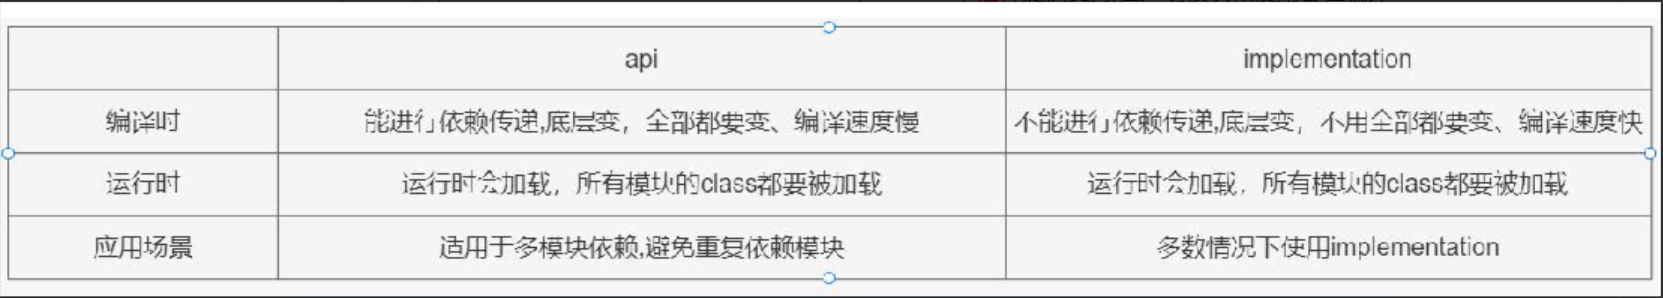 api implementation
编译时 能进行依赖传递,底层变，全部都要变、编译速度慢 不能进行依赖传递,底层变，不用全部都要变、编译速度快
运行时 运行时会加载，所有模块的class都要被加载 运行时会加载，所有模块的class都要被加载
应用场景 适用于多模块依赖,避免重复依赖模块 多数情况下使用implementation